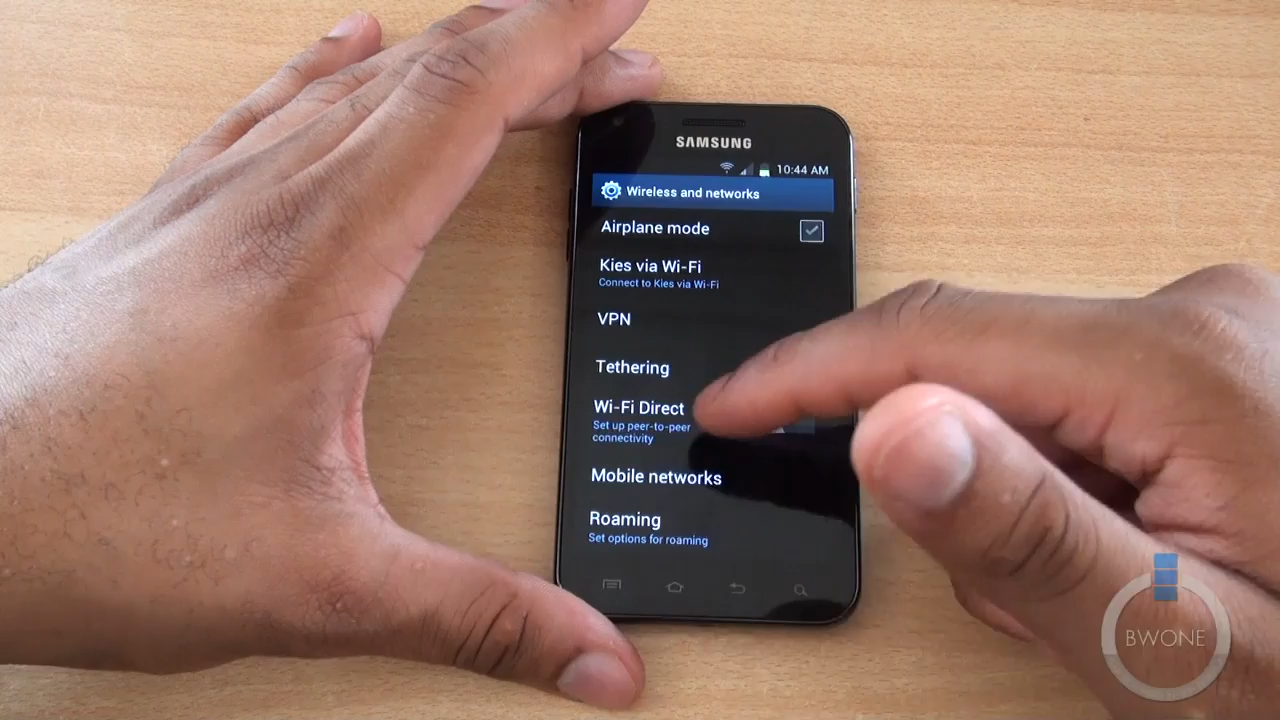 SAMSUNG
10:44 AM
Wireless and networks
Airplane mode
Kies via Wi-Fi
Connect to Kies via Wi-Fi
VPN
Tethering
Wi-Fi Direct
Set up peer-to-peer
connectivity
Mobile networks
Roaming
Set options for roaming
BWONE